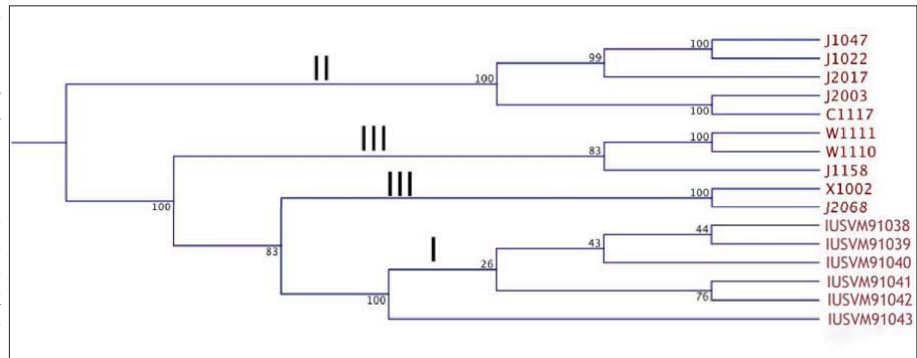 J1047
100
J1022
99
II
J2017
100
J2003
100
C1117
W1111
100
W1110
III
83
J1158
III
X1002
100
J2068
100
IUSVM91038
44
IUSVM91039
I
43
83
26
IUSVM91040
IUSVM91041
76
IUSVM91042
100
IUSVM91043